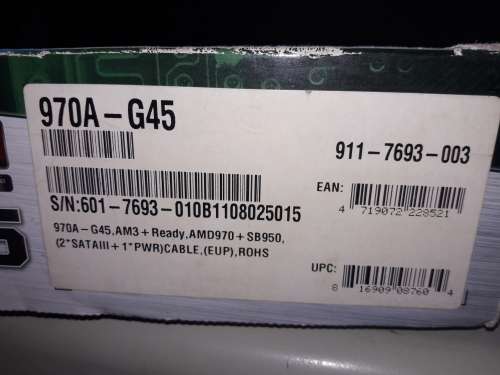 970A-G45
911-7693-003
S/N:601-7693-010B1108025015
EAN:
4 719072 228521
970A-G45,AM3+Ready,AMD970+SB950,
(2*SATAIII+1*PWR)CABLE,(EUP),ROHS
UPC:
8 16909 08760 4